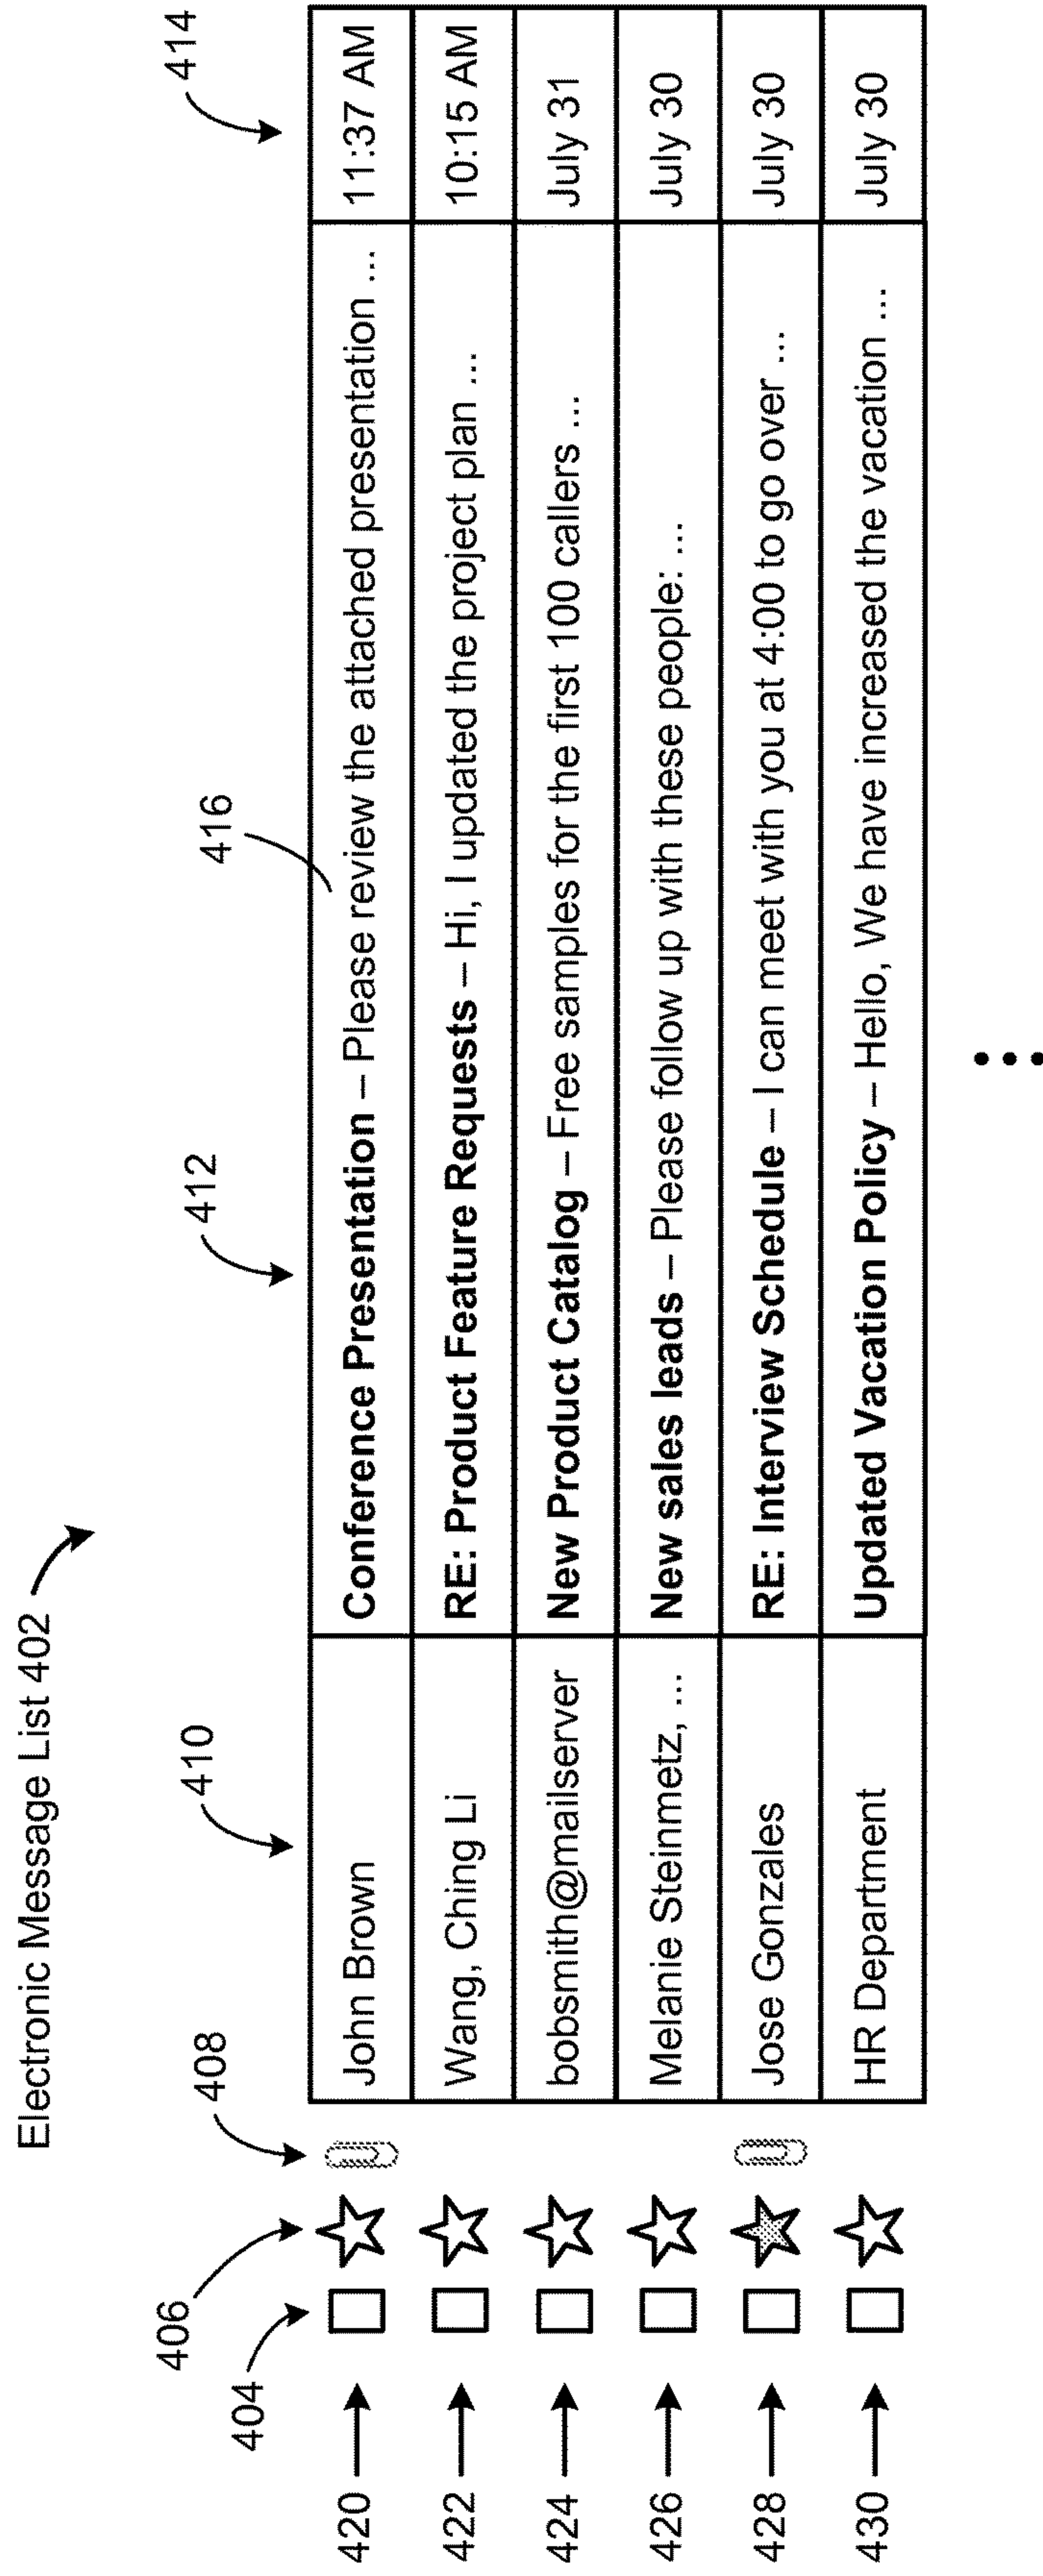 Electronic Message List 402
404
406
408
410
412
416
414
420 John Brown Conference Presentation – Please review the attached presentation ... 11:37 AM
422 Wang, Ching Li RE: Product Feature Requests – Hi, I updated the project plan ... 10:15 AM
424 bobsmith@mailserver New Product Catalog – Free samples for the first 100 callers ... July 31
426 Melanie Steinmetz, ... New sales leads – Please follow up with these people: ... July 30
428 Jose Gonzales RE: Interview Schedule – I can meet with you at 4:00 to go over ... July 30
430 HR Department Updated Vacation Policy – Hello, We have increased the vacation ... July 30